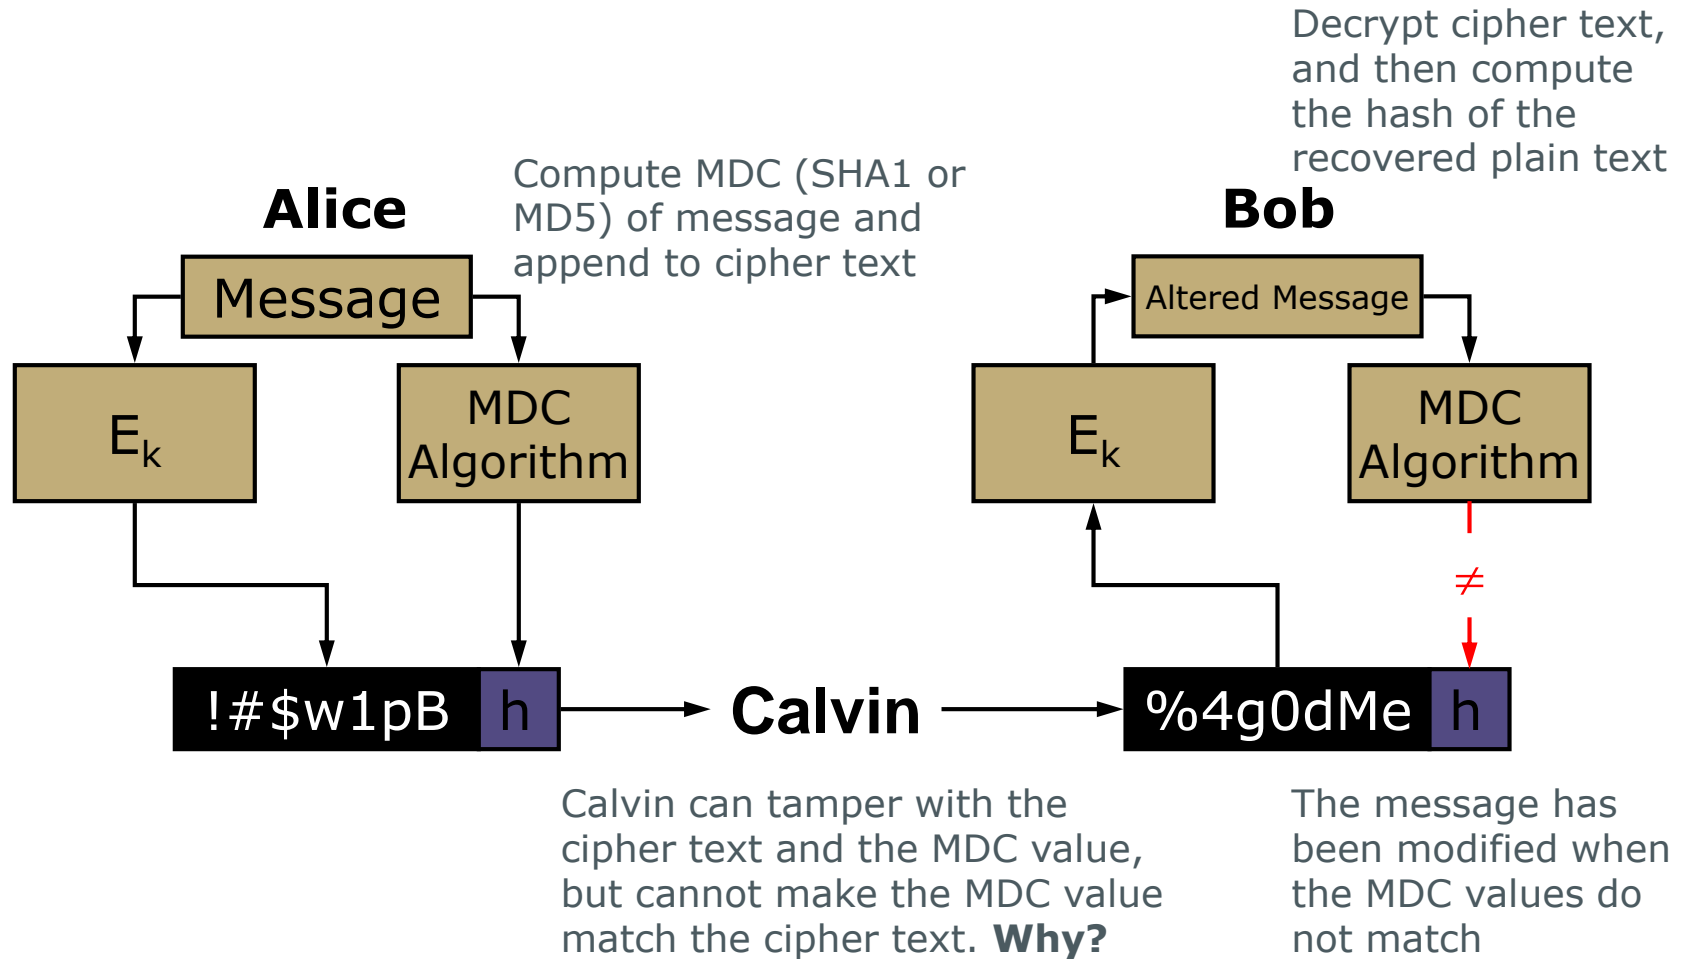 Decrypt cipher text,
and then compute
the hash of the
recovered plain text
Compute MDC (SHA1 or
MD5) of message and
append to cipher text
Alice
Bob
Message
Altered Message
Ek
MDC
Algorithm
Ek
MDC
Algorithm
≠
!#$w1pB h
Calvin
%4g0dMe h
Calvin can tamper with the
cipher text and the MDC value,
but cannot make the MDC value
match the cipher text. Why?
The message has
been modified when
the MDC values do
not match